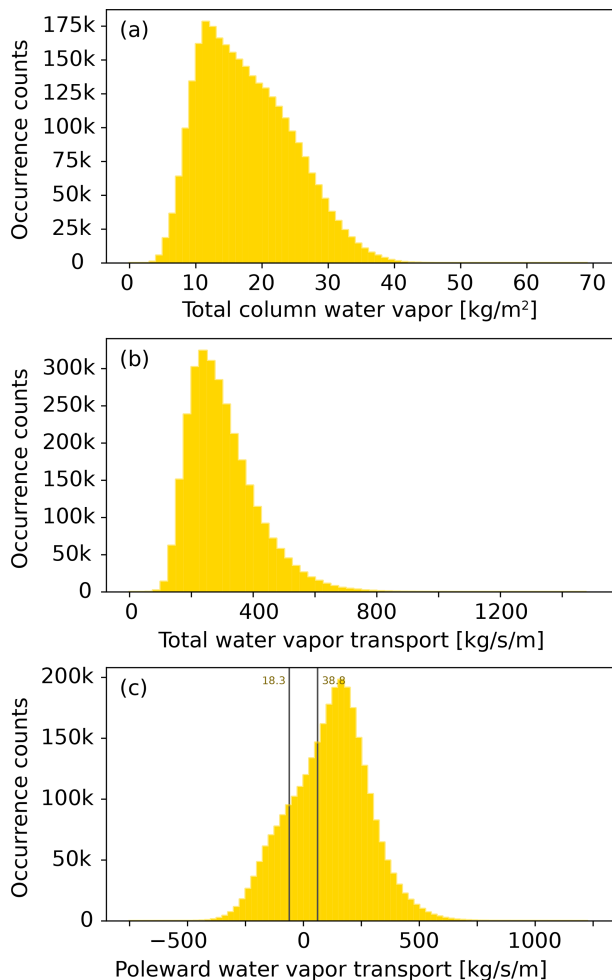 (a)
175k
150k
125k
100k
75k
50k
25k
0
Occurrence counts
0 10 20 30 40 50 60 70
Total column water vapor [kg/m²]
(b)
300k
250k
200k
150k
100k
50k
0
Occurrence counts
0 400 800 1200
Total water vapor transport [kg/s/m]
(c)
18.3 38.8
200k
150k
100k
50k
0
Occurrence counts
−500 0 500 1000
Poleward water vapor transport [kg/s/m]